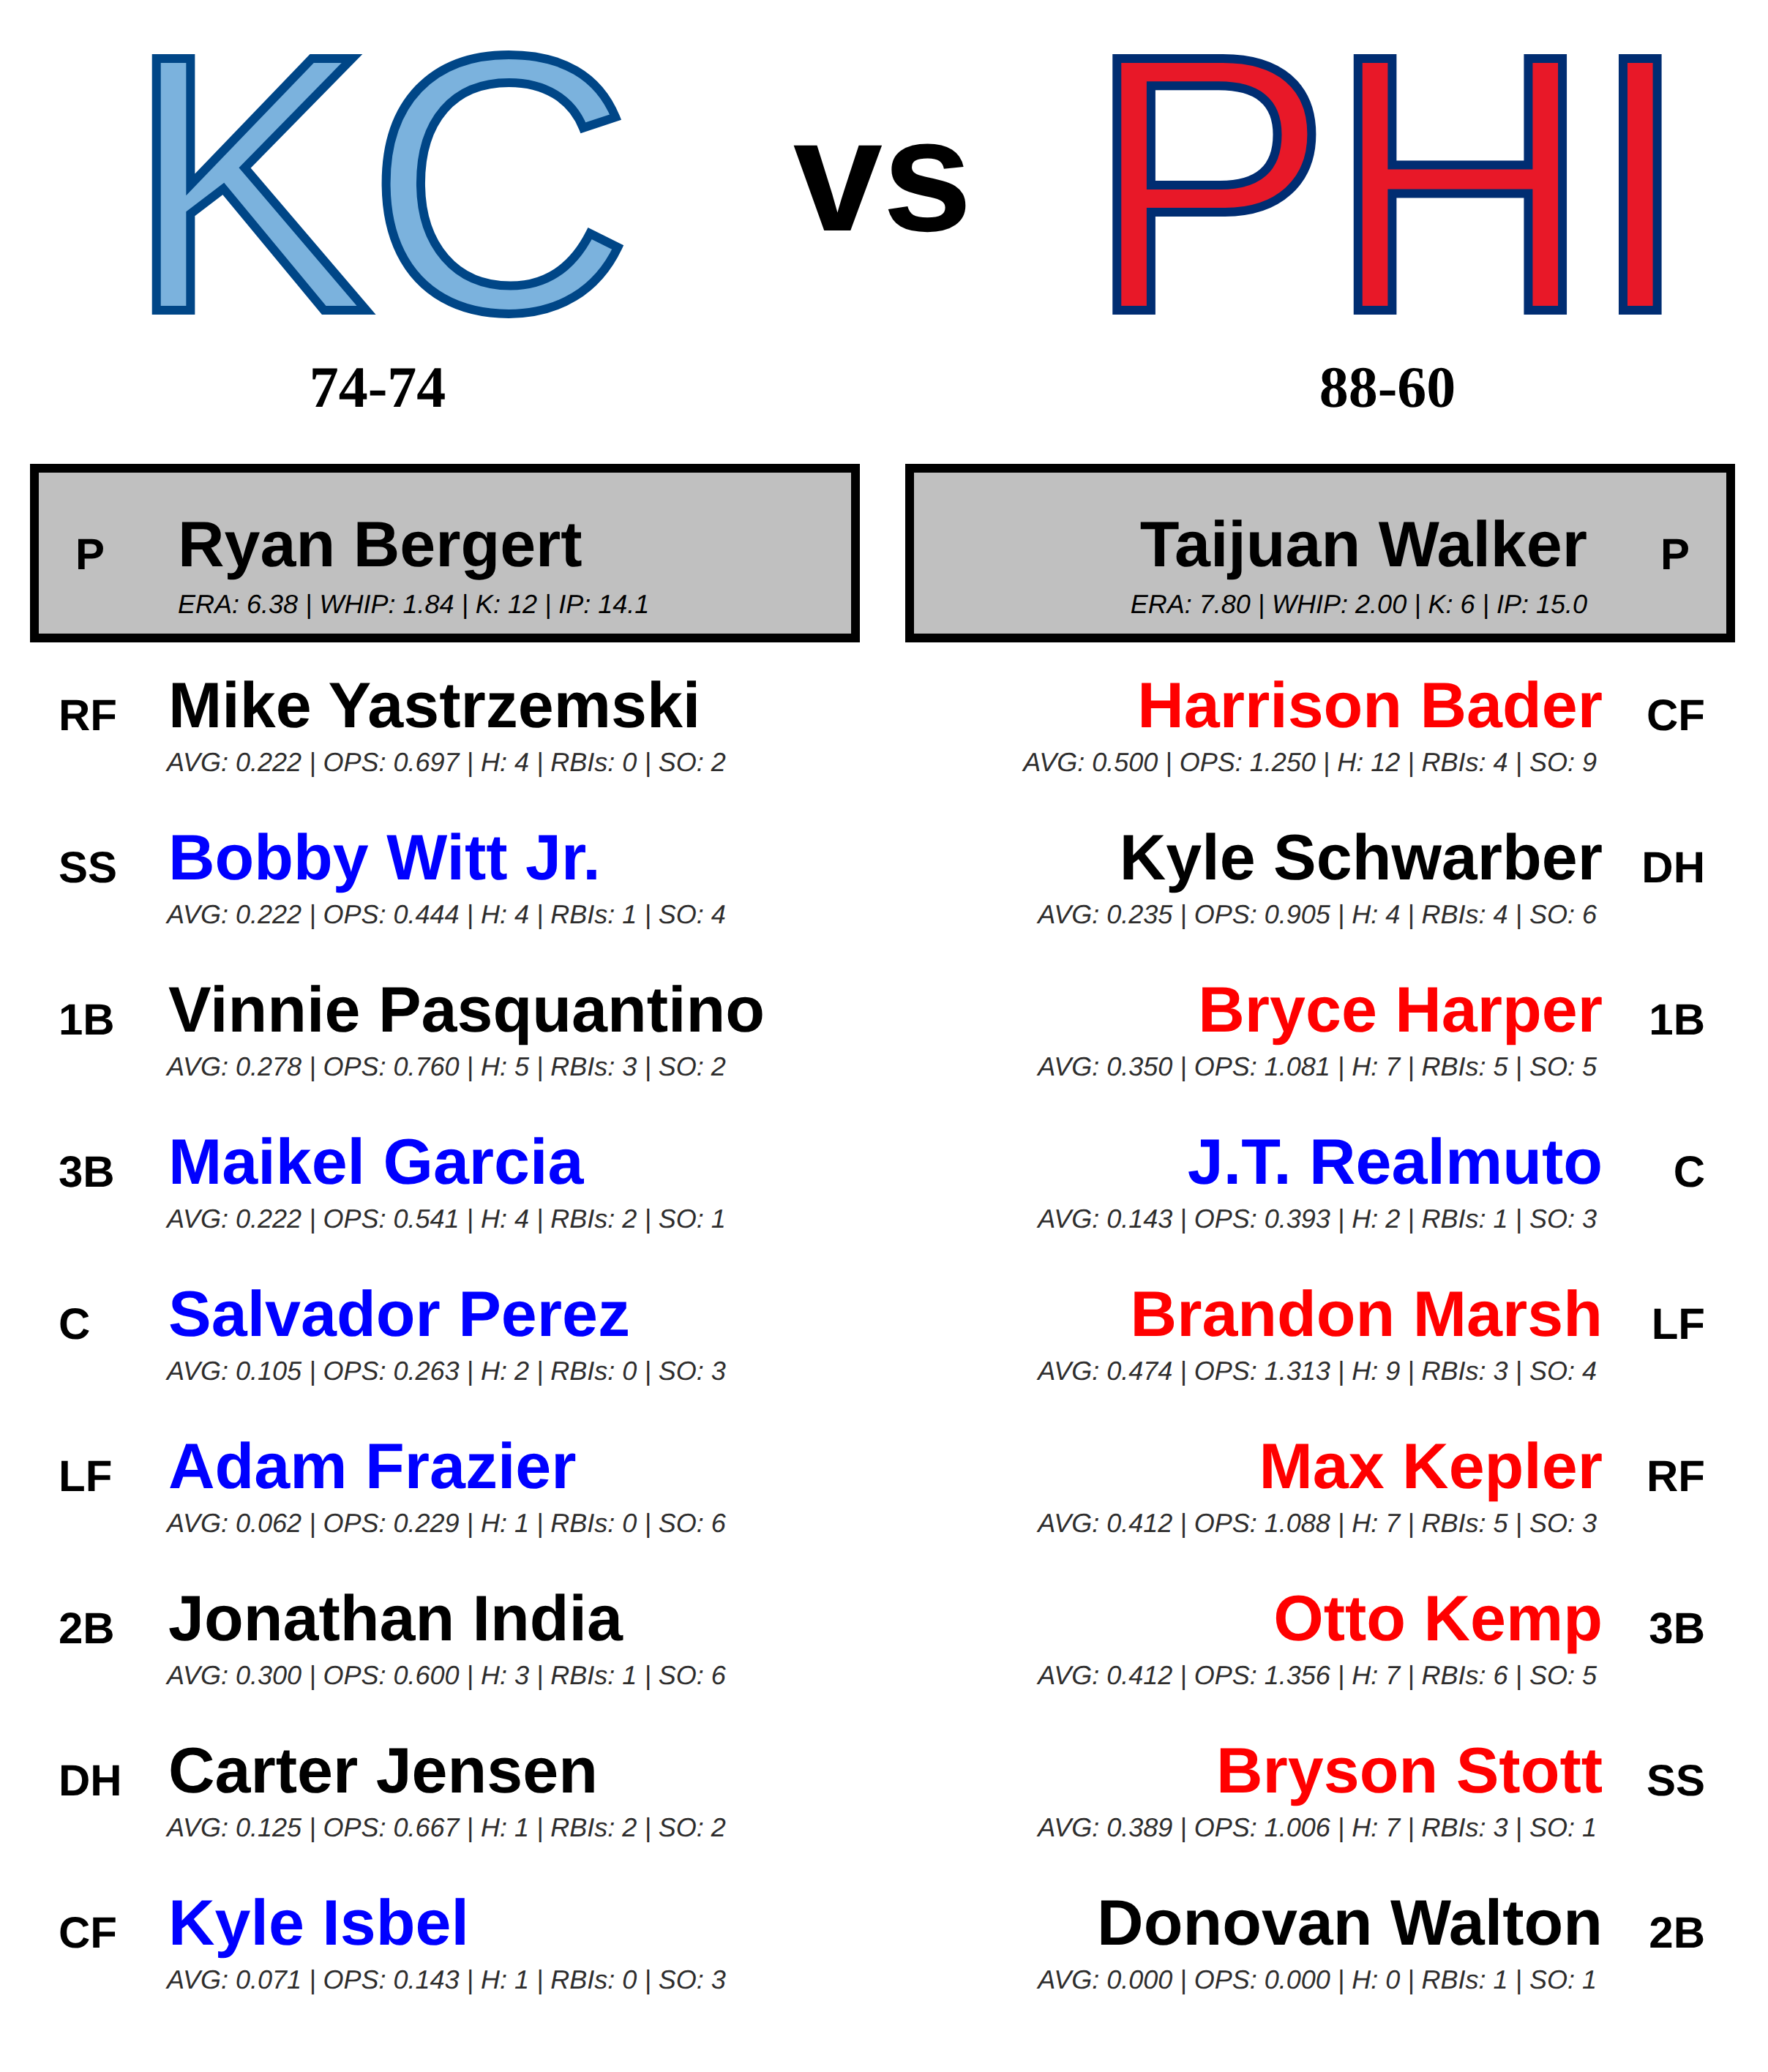 KC vs PHI
74-74
88-60
P Ryan Bergert
ERA: 6.38 | WHIP: 1.84 | K: 12 | IP: 14.1
Taijuan Walker P
ERA: 7.80 | WHIP: 2.00 | K: 6 | IP: 15.0
RF Mike Yastrzemski
AVG: 0.222 | OPS: 0.697 | H: 4 | RBIs: 0 | SO: 2
SS Bobby Witt Jr.
AVG: 0.222 | OPS: 0.444 | H: 4 | RBIs: 1 | SO: 4
1B Vinnie Pasquantino
AVG: 0.278 | OPS: 0.760 | H: 5 | RBIs: 3 | SO: 2
3B Maikel Garcia
AVG: 0.222 | OPS: 0.541 | H: 4 | RBIs: 2 | SO: 1
C Salvador Perez
AVG: 0.105 | OPS: 0.263 | H: 2 | RBIs: 0 | SO: 3
LF Adam Frazier
AVG: 0.062 | OPS: 0.229 | H: 1 | RBIs: 0 | SO: 6
2B Jonathan India
AVG: 0.300 | OPS: 0.600 | H: 3 | RBIs: 1 | SO: 6
DH Carter Jensen
AVG: 0.125 | OPS: 0.667 | H: 1 | RBIs: 2 | SO: 2
CF Kyle Isbel
AVG: 0.071 | OPS: 0.143 | H: 1 | RBIs: 0 | SO: 3
Harrison Bader CF
AVG: 0.500 | OPS: 1.250 | H: 12 | RBIs: 4 | SO: 9
Kyle Schwarber DH
AVG: 0.235 | OPS: 0.905 | H: 4 | RBIs: 4 | SO: 6
Bryce Harper 1B
AVG: 0.350 | OPS: 1.081 | H: 7 | RBIs: 5 | SO: 5
J.T. Realmuto C
AVG: 0.143 | OPS: 0.393 | H: 2 | RBIs: 1 | SO: 3
Brandon Marsh LF
AVG: 0.474 | OPS: 1.313 | H: 9 | RBIs: 3 | SO: 4
Max Kepler RF
AVG: 0.412 | OPS: 1.088 | H: 7 | RBIs: 5 | SO: 3
Otto Kemp 3B
AVG: 0.412 | OPS: 1.356 | H: 7 | RBIs: 6 | SO: 5
Bryson Stott SS
AVG: 0.389 | OPS: 1.006 | H: 7 | RBIs: 3 | SO: 1
Donovan Walton 2B
AVG: 0.000 | OPS: 0.000 | H: 0 | RBIs: 1 | SO: 1